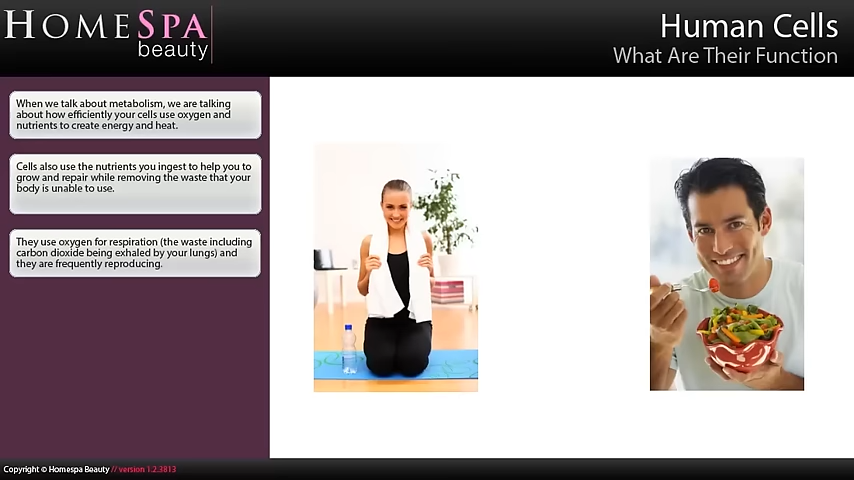 HOMESPA
beauty
Human Cells
What Are Their Function
When we talk about metabolism, we are talking
about how efficiently your cells use oxygen and
nutrients to create energy and heat.
Cells also use the nutrients you ingest to help you to
grow and repair while removing the waste that your
body is unable to use.
They use oxygen for respiration (the waste including
carbon dioxide being exhaled by your lungs) and
they are frequently reproducing.
Copyright © Homespa Beauty // version 1.2.3813